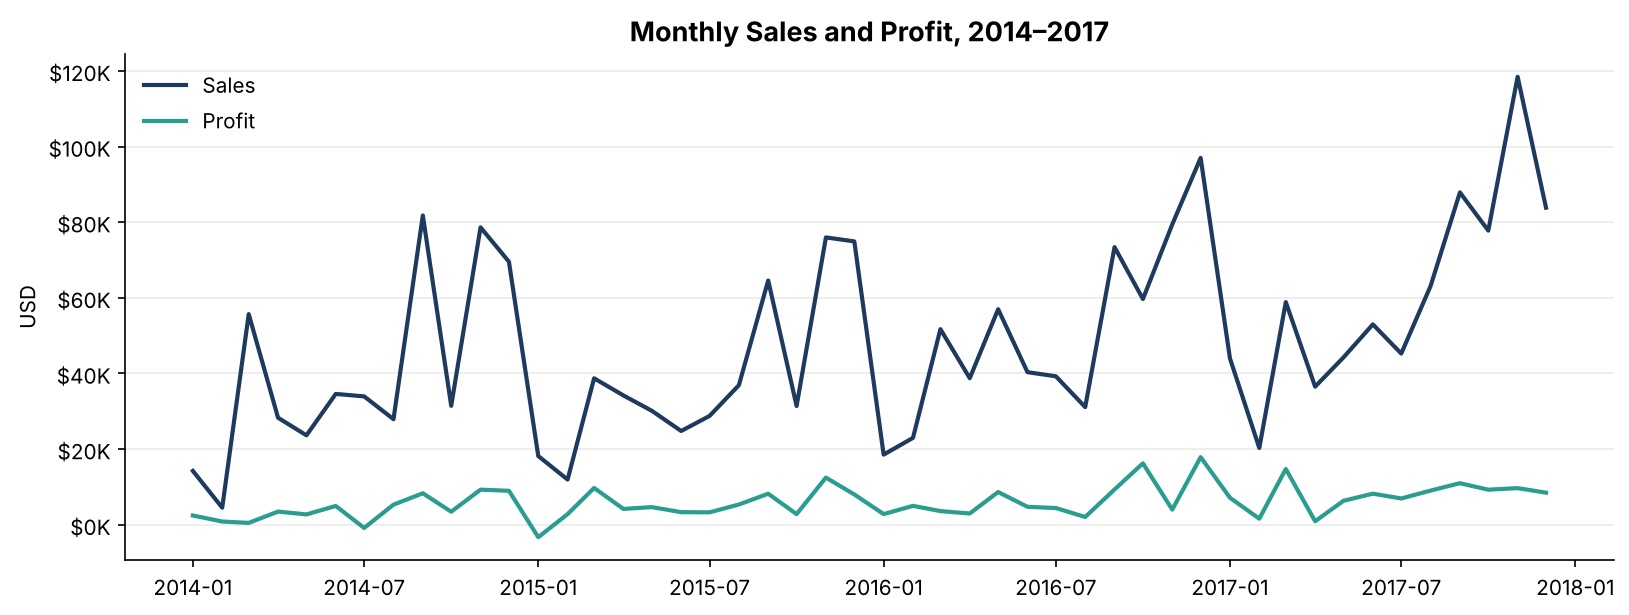 Monthly Sales and Profit, 2014–2017
Sales
Profit
USD
$120K
$100K
$80K
$60K
$40K
$20K
$0K
2014-01
2014-07
2015-01
2015-07
2016-01
2016-07
2017-01
2017-07
2018-01